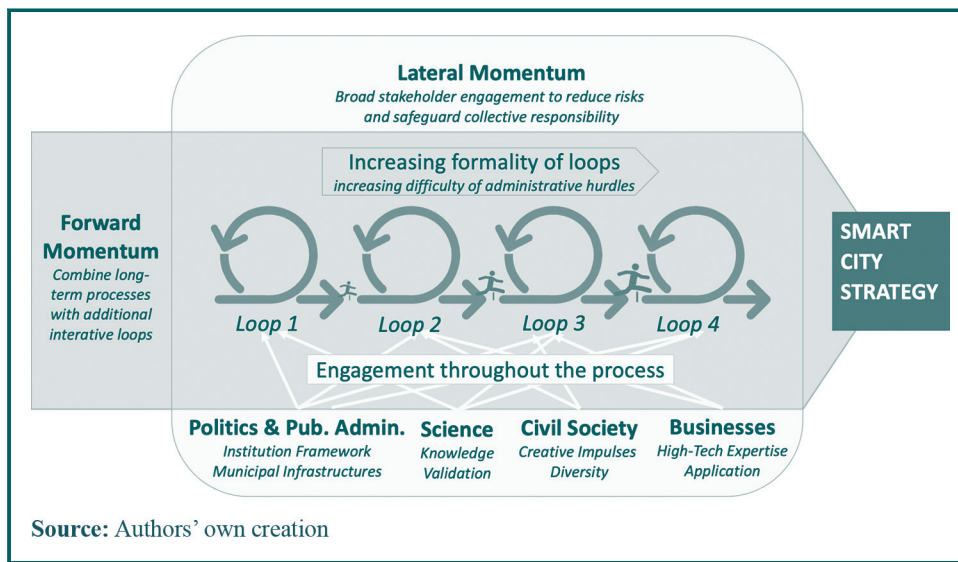 Lateral Momentum
Broad stakeholder engagement to reduce risks
and safeguard collective responsibility
Increasing formality of loops
increasing difficulty of administrative hurdles
Forward
Momentum
Combine long-
term processes
with additional
interative loops
SMART
CITY
STRATEGY
Loop 1
Loop 2
Loop 3
Loop 4
Engagement throughout the process
Politics & Pub. Admin.
Institution Framework
Municipal Infrastructures
Science
Knowledge
Validation
Civil Society
Creative Impulses
Diversity
Businesses
High-Tech Expertise
Application
Source: Authors' own creation